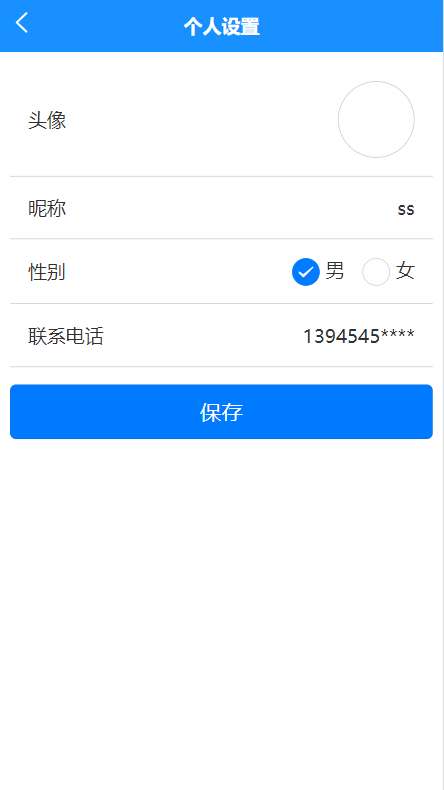 个人设置
头像
昵称 ss
性别 男 女
联系电话 1394545****
保存